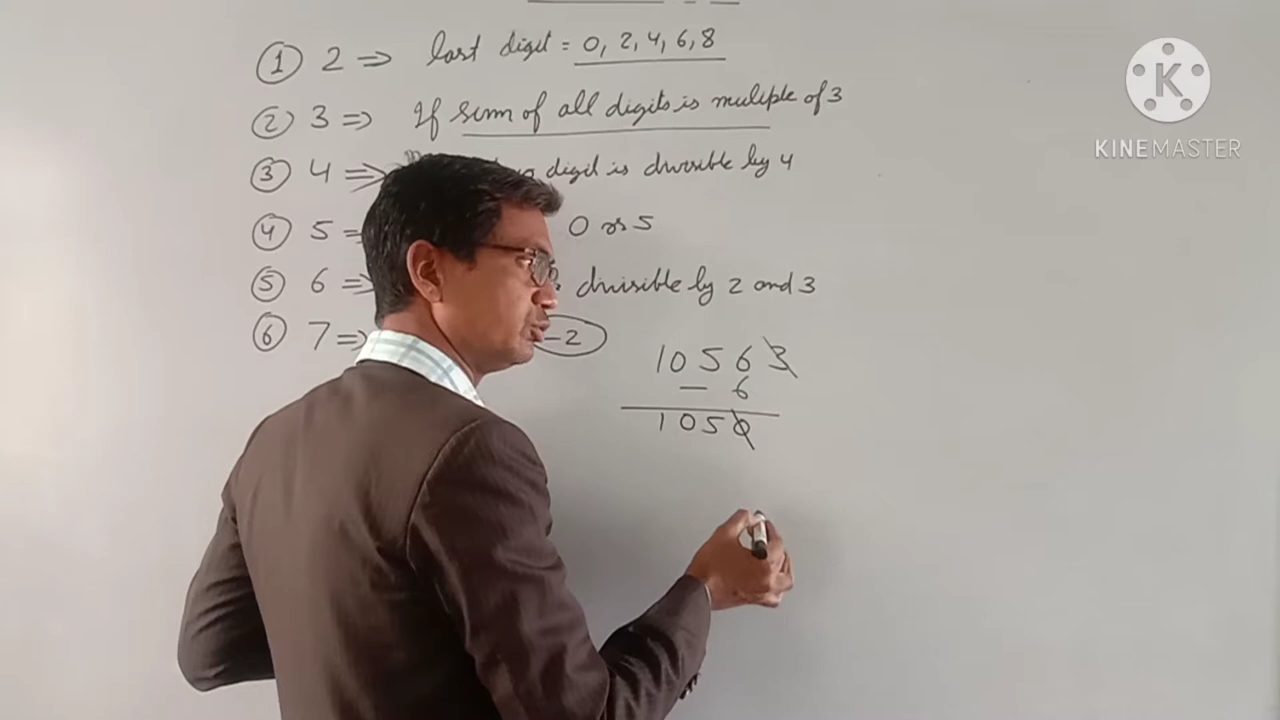 ① 2 => last digit = 0, 2, 4, 6, 8
② 3 => If sum of all digits is muliple of 3
③ 4 => digit is divisible by 4
④ 5 = 0 or 5
⑤ 6 => divisible by 2 and 3
⑥ 7 => -2
10563
- 6
1050
K
KINEMASTER